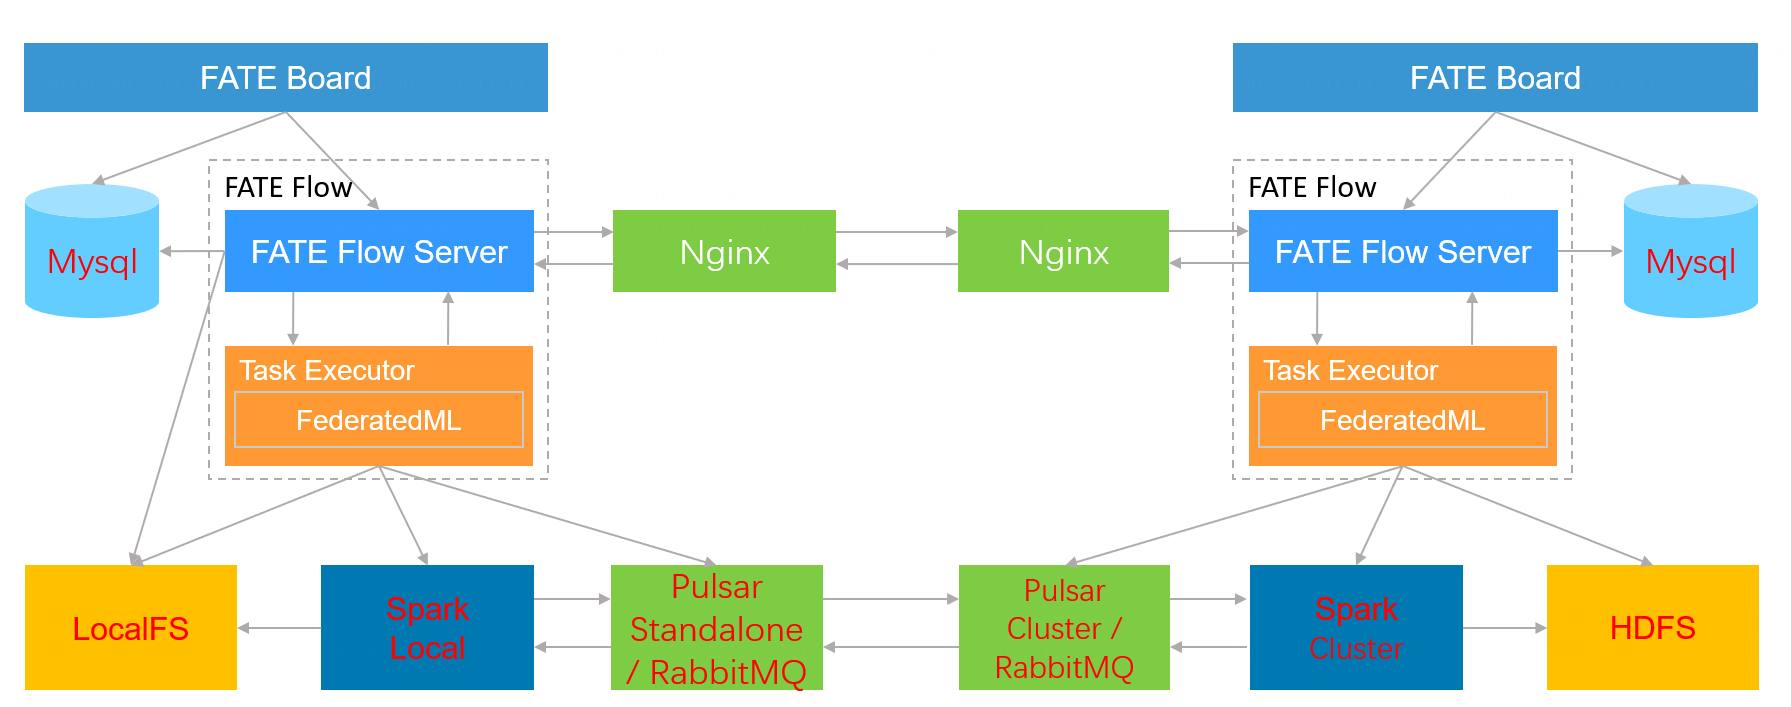 FATE Board
FATE Board
FATE Flow
FATE Flow
Mysql
FATE Flow Server
Nginx
Nginx
FATE Flow Server
Mysql
Task Executor
FederatedML
Task Executor
FederatedML
LocalFS
Spark
Local
Pulsar
Standalone
/ RabbitMQ
Pulsar
Cluster /
RabbitMQ
Spark
Cluster
HDFS